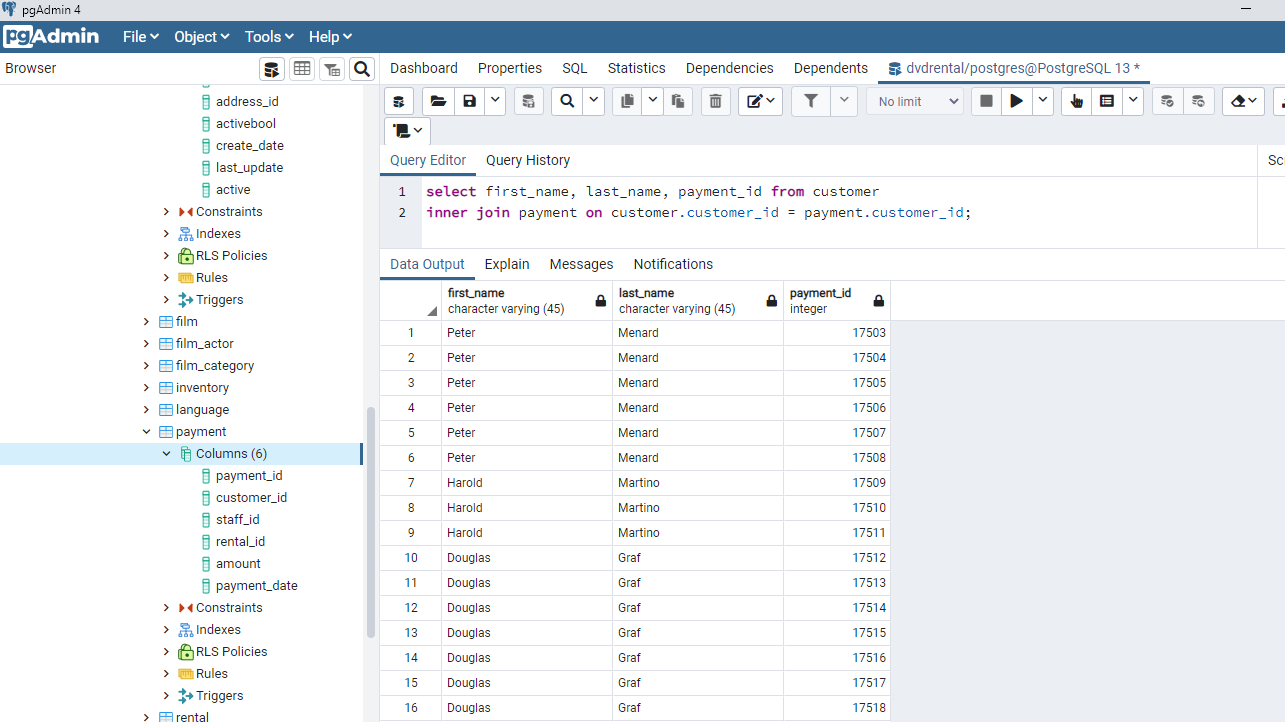 pgAdmin 4
pgAdmin File Object Tools Help
Browser
Dashboard Properties SQL Statistics Dependencies Dependents dvdrental/postgres@PostgreSQL 13 *
No limit
address_id
activebool
create_date
last_update
active
Constraints
Indexes
RLS Policies
Rules
Triggers
film
film_actor
film_category
inventory
language
payment
Columns (6)
payment_id
customer_id
staff_id
rental_id
amount
payment_date
Constraints
Indexes
RLS Policies
Rules
Triggers
rental
Query Editor Query History Sc
1 select first_name, last_name, payment_id from customer
2 inner join payment on customer.customer_id = payment.customer_id;
Data Output Explain Messages Notifications
first_name last_name payment_id
character varying (45) character varying (45) integer
1 Peter Menard 17503
2 Peter Menard 17504
3 Peter Menard 17505
4 Peter Menard 17506
5 Peter Menard 17507
6 Peter Menard 17508
7 Harold Martino 17509
8 Harold Martino 17510
9 Harold Martino 17511
10 Douglas Graf 17512
11 Douglas Graf 17513
12 Douglas Graf 17514
13 Douglas Graf 17515
14 Douglas Graf 17516
15 Douglas Graf 17517
16 Douglas Graf 17518